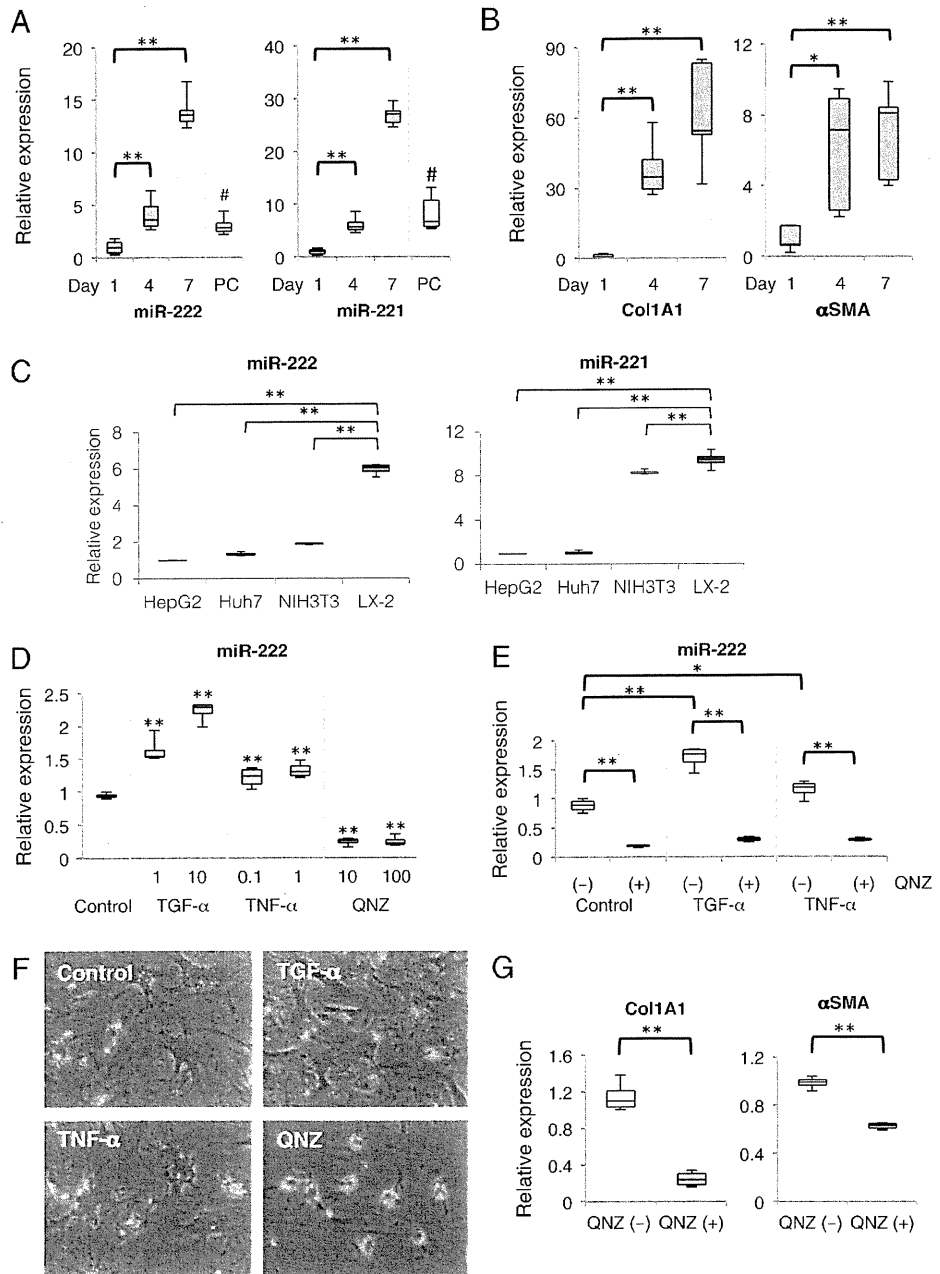 A
Relative expression
20
15
10
5
0
**
**
#
Day 1 4 7 PC
miR-222
40
30
20
10
0
**
**
#
Day 1 4 7 PC
miR-221
B
Relative expression
90
60
30
0
**
**
Day 1 4 7
Col1A1
12
8
4
0
**
*
Day 1 4 7
αSMA
C
miR-222
Relative expression
8
6
4
2
0
**
**
**
HepG2 Huh7 NIH3T3 LX-2
miR-221
12
8
4
0
**
**
**
HepG2 Huh7 NIH3T3 LX-2
D
miR-222
Relative expression
2.5
2
1.5
1
0.5
0
** ** ** ** ** **
1 10 0.1 1 10 100
Control TGF-α TNF-α QNZ
E
miR-222
Relative expression
2
1.5
1
0.5
0
*
**
** ** **
(−) (+) (−) (+) (−) (+) QNZ
Control TGF-α TNF-α
F
Control
TGF-α
TNF-α
QNZ
G
Relative expression
Col1A1
**
1.6
1.2
0.8
0.4
0
QNZ (−) QNZ (+)
αSMA
**
1.2
0.8
0.4
0
QNZ (−) QNZ (+)